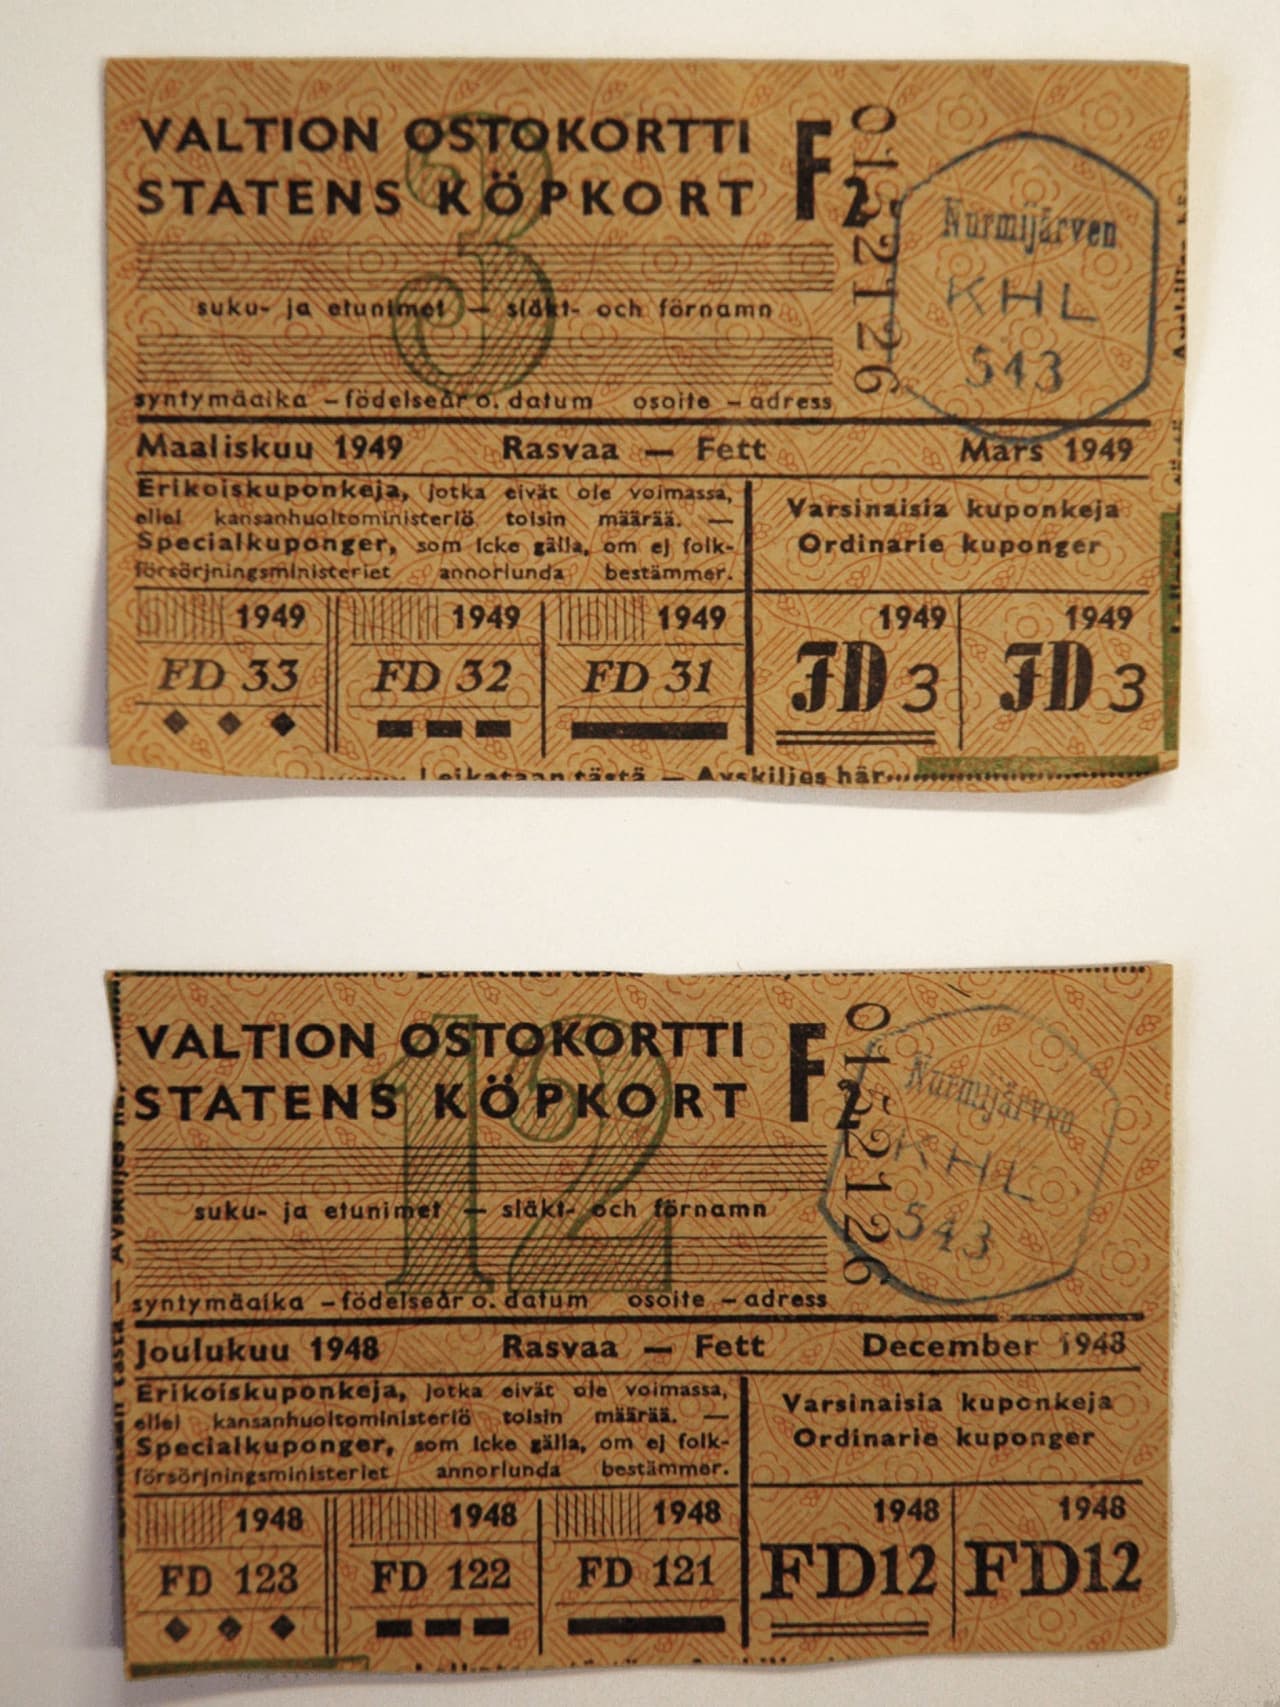 VALTION OSTOKORTTI F2
STATENS KÖPKORT
3
015-2126
Nurmijärven
KHL
543
suku- ja etunimet — släkt- och förnamn
syntymäaika – födelseår o. datum osoite – adress
Maaliskuu 1949 Rasvaa — Fett Mars 1949
Erikoiskuponkeja, jotka eivät ole voimassa,
ellei kansanhuoltoministeriö toisin määrää. —
Specialkuponger, som icke gälla, om ej folk-
försörjningsministeriet annorlunda bestämmer.
Varsinaisia kuponkeja
Ordinarie kuponger
1949 1949 1949 1949 1949
FD 33 FD 32 FD 31 FD 3 FD 3
Leikataan tästä — Avskiljes här
VALTION OSTOKORTTI F2
STATENS KÖPKORT
12
015-2126
Nurmijärven
KHL
543
suku- ja etunimet — släkt- och förnamn
syntymäaika – födelseår o. datum osoite – adress
Joulukuu 1948 Rasvaa — Fett December 1948
Erikoiskuponkeja, jotka eivät ole voimassa,
ellei kansanhuoltoministeriö toisin määrää. —
Specialkuponger, som icke gälla, om ej folk-
försörjningsministeriet annorlunda bestämmer.
Varsinaisia kuponkeja
Ordinarie kuponger
1948 1948 1948 1948 1948
FD 123 FD 122 FD 121 FD12 FD12